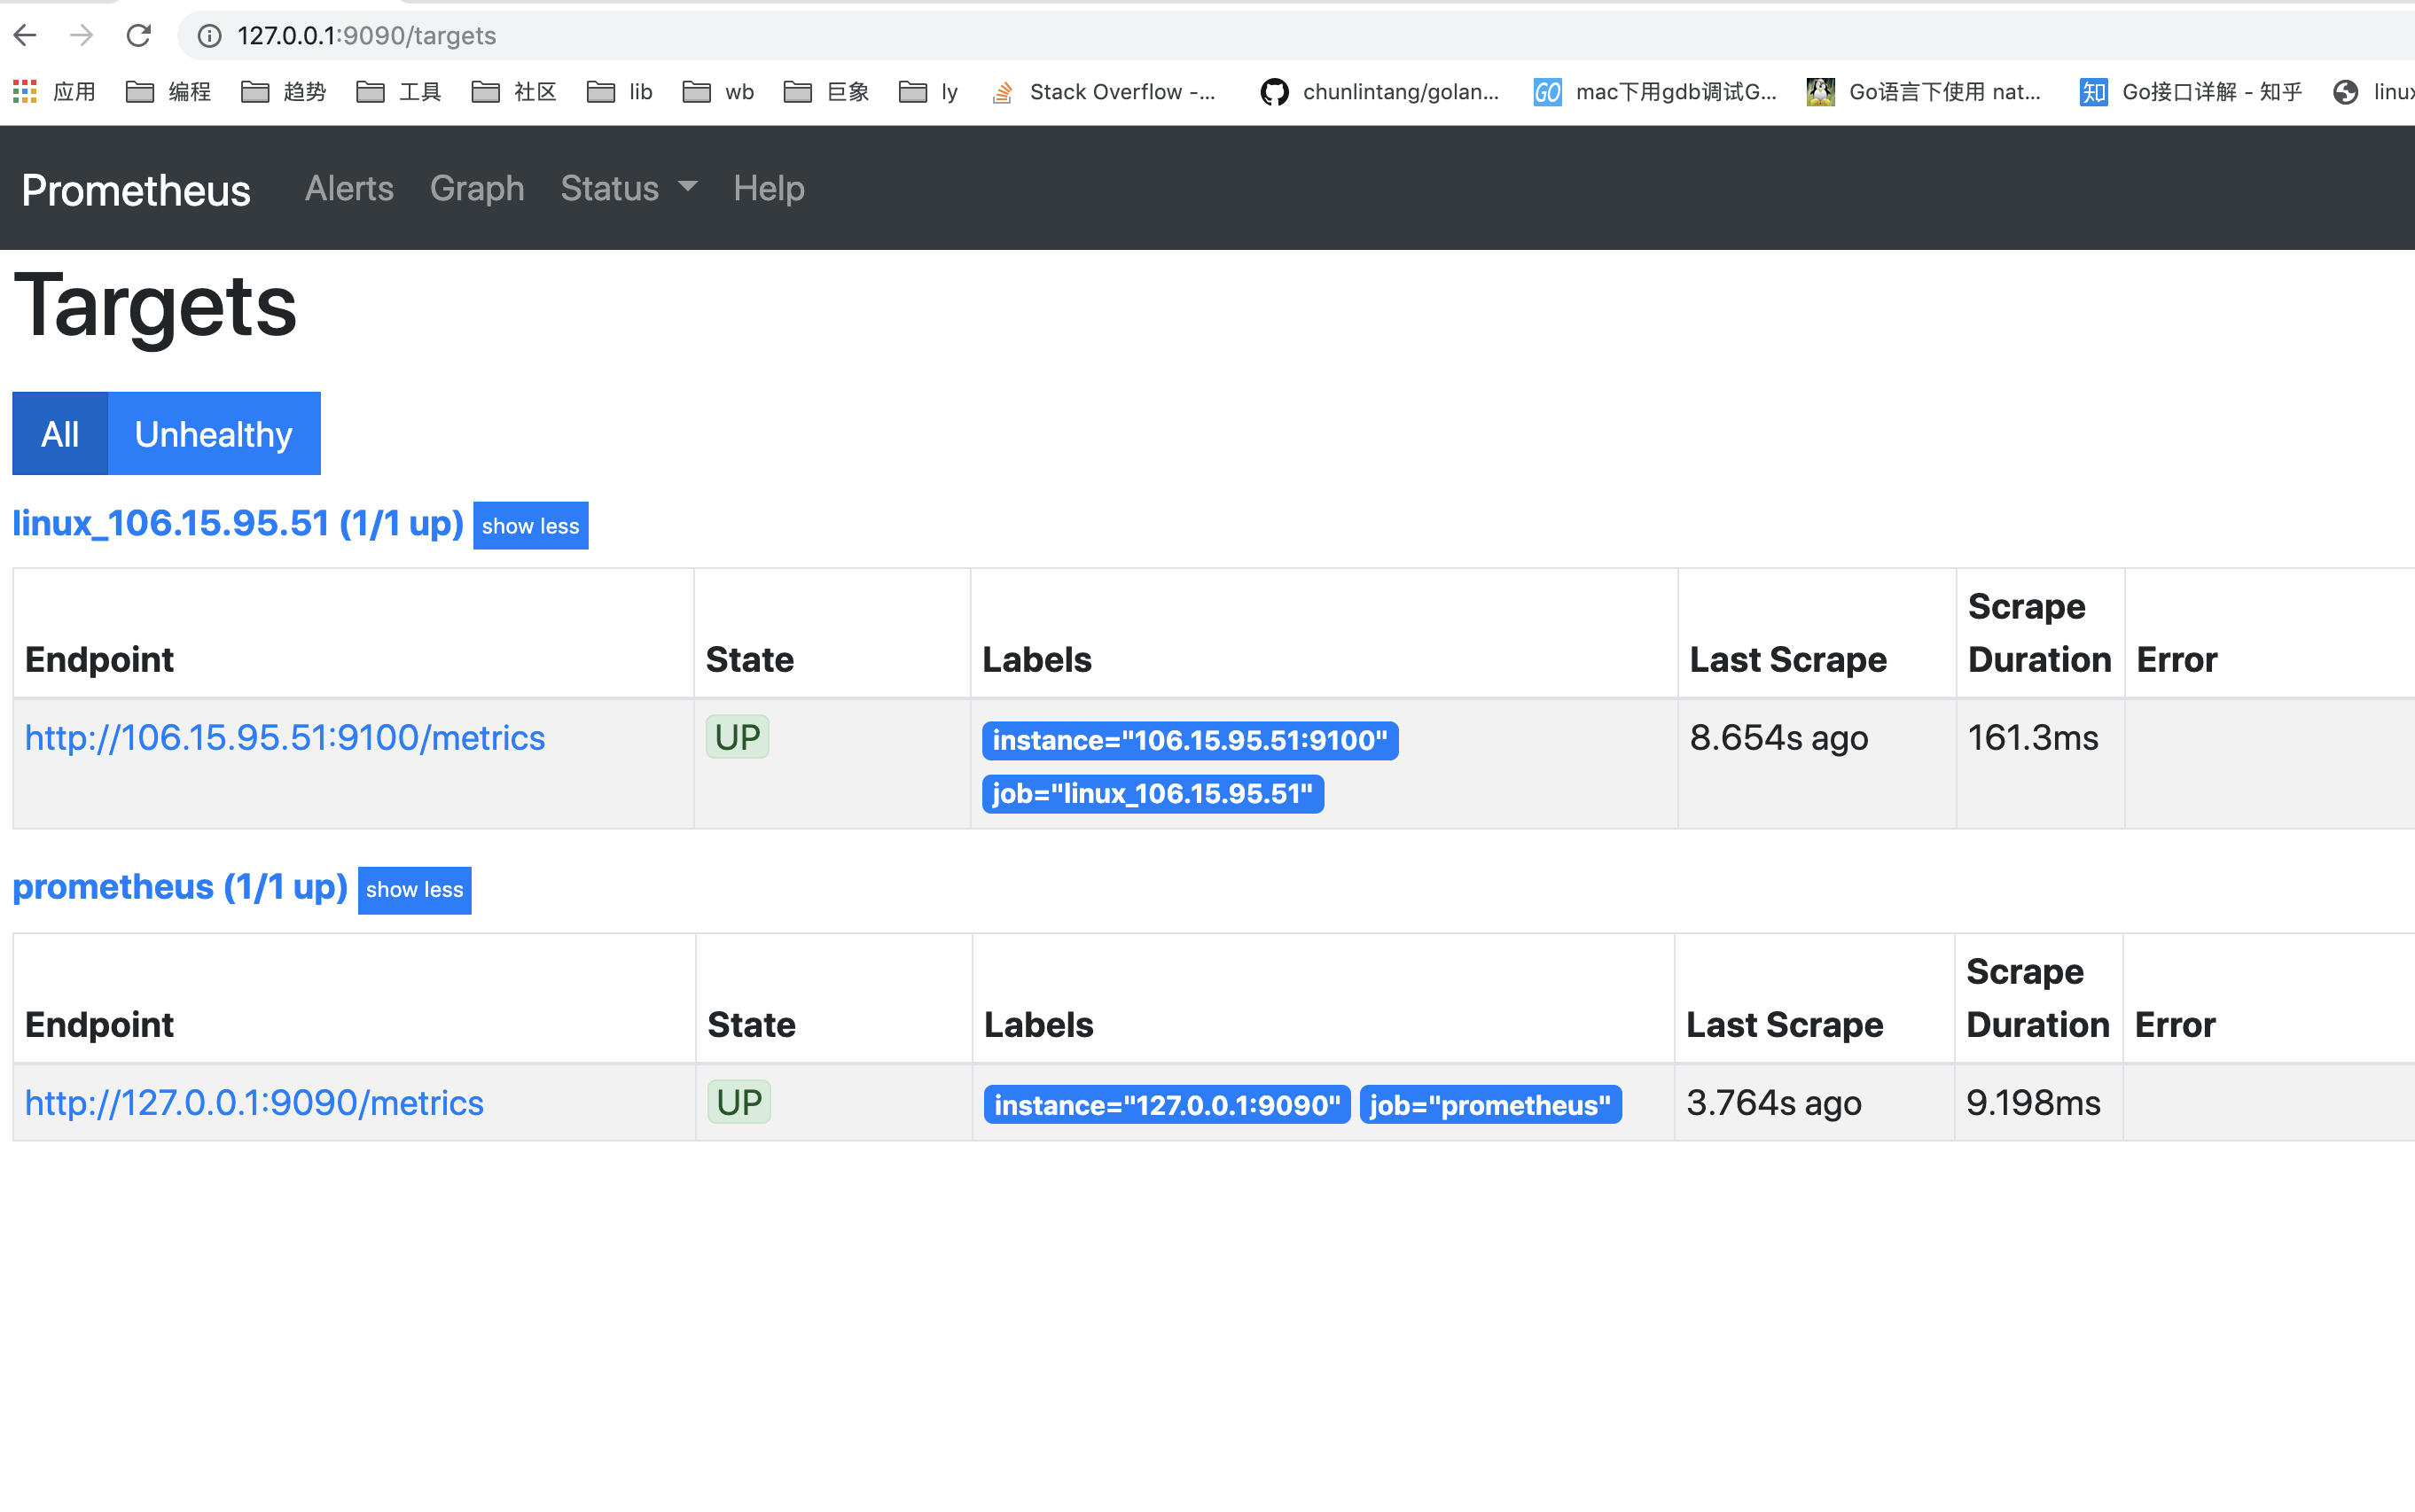 127.0.0.1:9090/targets
应用 编程 趋势 工具 社区 lib wb 巨象 ly Stack Overflow -... chunlintang/golan... mac下用gdb调试G... Go语言下使用 nat... Go接口详解 - 知乎 linux
Prometheus Alerts Graph Status Help
Targets
All Unhealthy
linux_106.15.95.51 (1/1 up) show less
Endpoint State Labels Last Scrape Scrape Duration Error
http://106.15.95.51:9100/metrics UP instance="106.15.95.51:9100" 8.654s ago 161.3ms
job="linux_106.15.95.51"
prometheus (1/1 up) show less
Endpoint State Labels Last Scrape Scrape Duration Error
http://127.0.0.1:9090/metrics UP instance="127.0.0.1:9090" job="prometheus" 3.764s ago 9.198ms